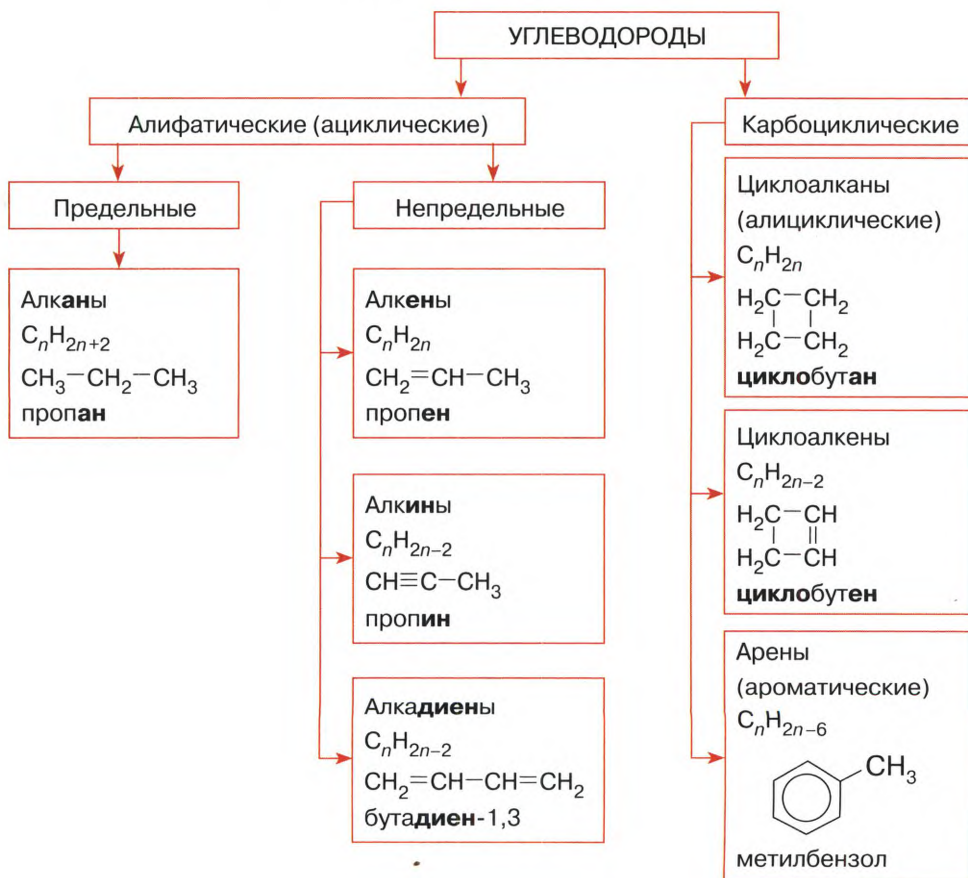 УГЛЕВОДОРОДЫ
Алифатические (ациклические)
Карбоциклические
Предельные
Непредельные
Алканы
CₙH₂ₙ₊₂
CH₃−CH₂−CH₃
пропан
Алкены
CₙH₂ₙ
CH₂=CH−CH₃
пропен
Алкины
CₙH₂ₙ₋₂
CH≡C−CH₃
пропин
Алкадиены
CₙH₂ₙ₋₂
CH₂=CH−CH=CH₂
бутадиен-1,3
Циклоалканы
(алициклические)
CₙH₂ₙ
H₂C−CH₂
H₂C−CH₂
циклобутан
Циклоалкены
CₙH₂ₙ₋₂
H₂C−CH
H₂C−CH
циклобутен
Арены
(ароматические)
CₙH₂ₙ₋₆
CH₃
метилбензол